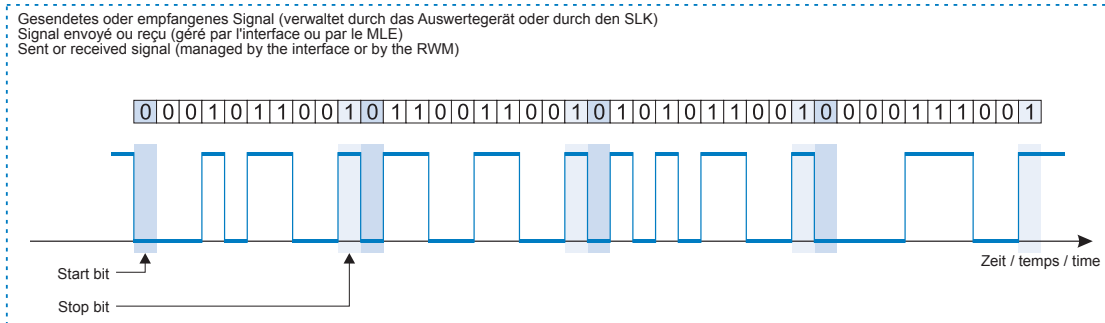 Gesendetes oder empfangenes Signal (verwaltet durch das Auswertegerät oder durch den SLK)
Signal envoyé ou reçu (géré par l'interface ou par le MLE)
Sent or received signal (managed by the interface or by the RWM)
0 0 0 1 0 1 1 0 0 1 0 1 1 0 0 1 1 0 0 1 0 1 0 1 0 1 1 0 0 1 0 0 0 0 1 1 1 0 0 1
Zeit / temps / time
Start bit
Stop bit